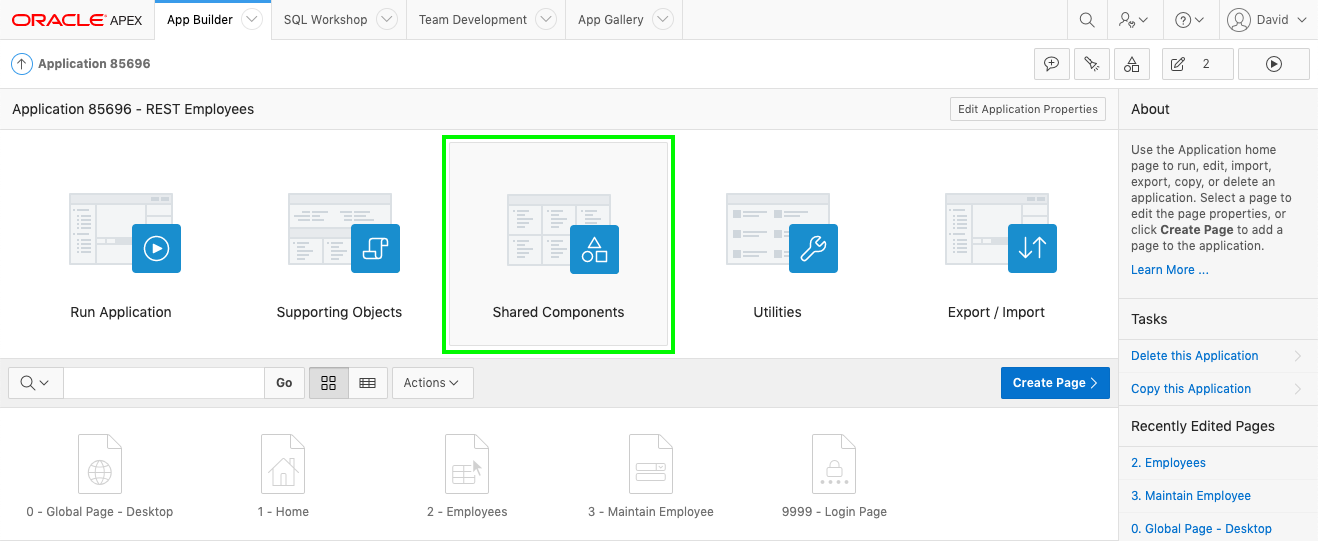 ORACLE APEX App Builder SQL Workshop Team Development App Gallery David
Application 85696
2
Application 85696 - REST Employees
Edit Application Properties
Run Application
Supporting Objects
Shared Components
Utilities
Export / Import
Go
Actions
Create Page
0 - Global Page - Desktop
1 - Home
2 - Employees
3 - Maintain Employee
9999 - Login Page
About
Use the Application home
page to run, edit, import,
export, copy, or delete an
application. Select a page to
edit the page properties, or
click Create Page to add a
page to the application.
Learn More ...
Tasks
Delete this Application
Copy this Application
Recently Edited Pages
2. Employees
3. Maintain Employee
0. Global Page - Desktop